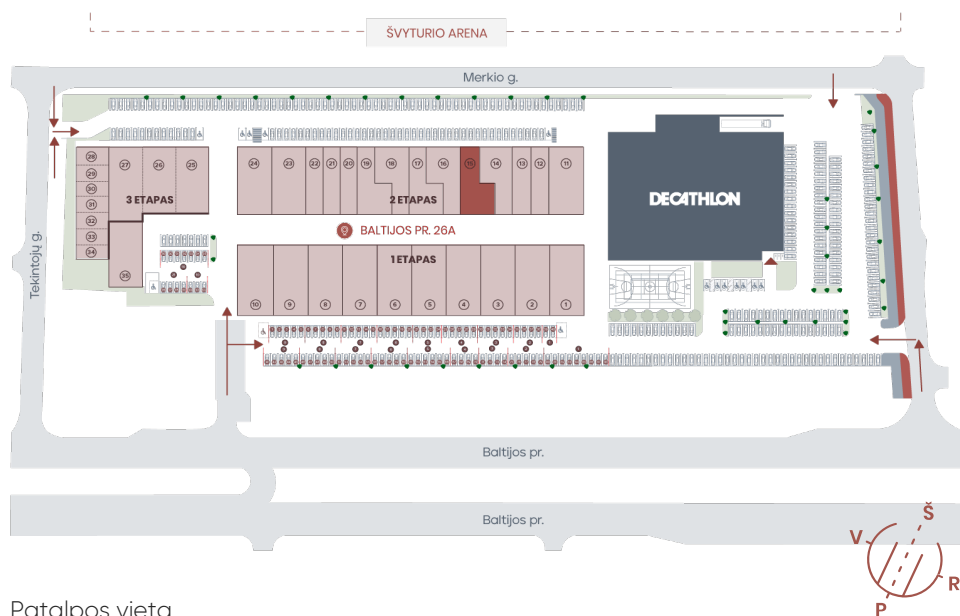 ŠVYTURIO ARENA
Merkio g.
28
27
26
25
24
23
22
21
20
19
18
17
16
15
14
13
12
11
29
30
31
32
33
34
35
3 ETAPAS
2 ETAPAS
DECATHLON
BALTIJOS PR. 26A
1 ETAPAS
Tekintojų g.
10
9
8
7
6
5
4
3
2
1
Baltijos pr.
Baltijos pr.
Š
V
R
P
Patalpos vieta